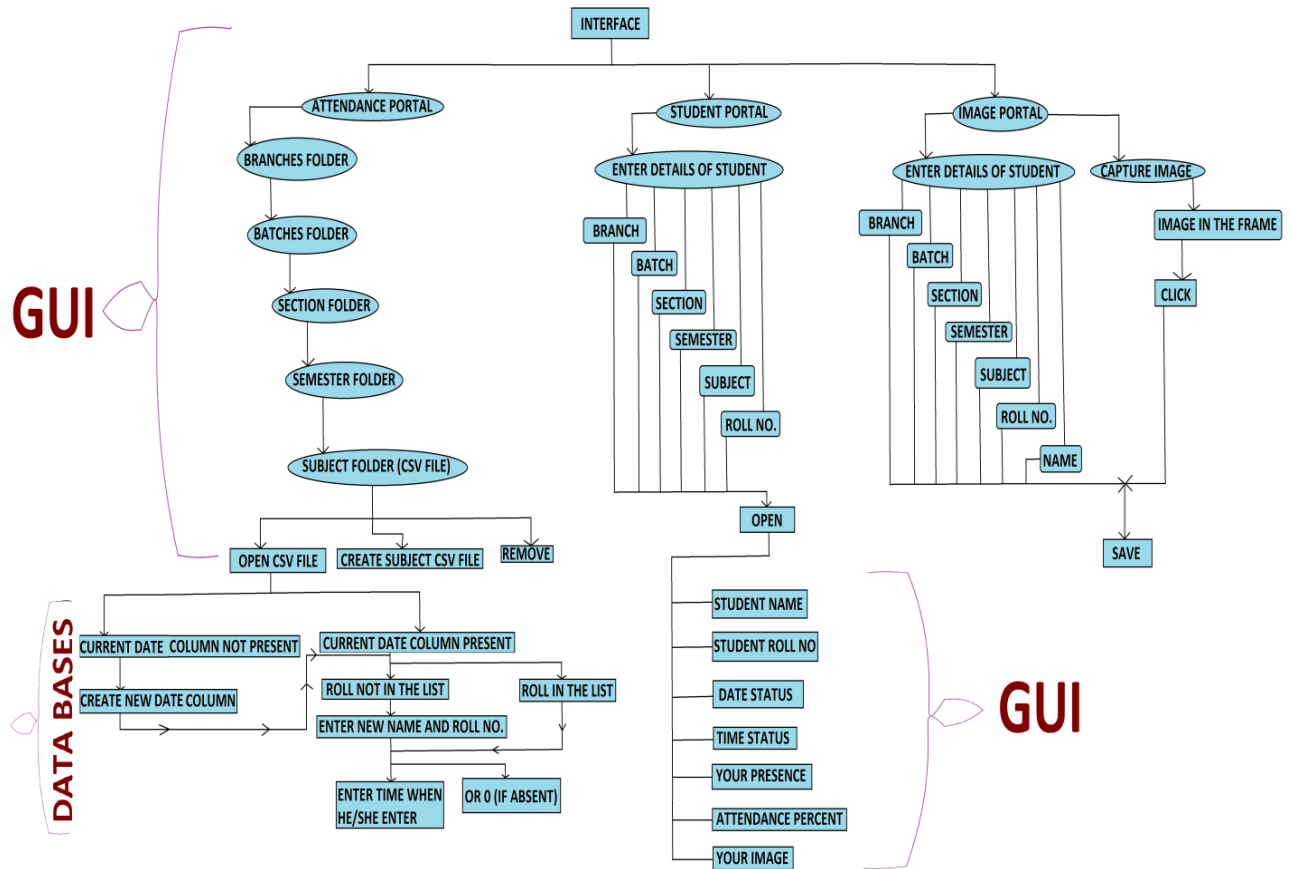 INTERFACE
ATTENDANCE PORTAL
BRANCHES FOLDER
BATCHES FOLDER
SECTION FOLDER
SEMESTER FOLDER
SUBJECT FOLDER (CSV FILE)
OPEN CSV FILE
CREATE SUBJECT CSV FILE
REMOVE
GUI
DATA BASES
CURRENT DATE COLUMN NOT PRESENT
CREATE NEW DATE COLUMN
CURRENT DATE COLUMN PRESENT
ROLL NOT IN THE LIST
ROLL IN THE LIST
ENTER NEW NAME AND ROLL NO.
ENTER TIME WHEN
HE/SHE ENTER
OR 0 (IF ABSENT)
STUDENT PORTAL
ENTER DETAILS OF STUDENT
BRANCH
BATCH
SECTION
SEMESTER
SUBJECT
ROLL NO.
OPEN
STUDENT NAME
STUDENT ROLL NO
DATE STATUS
TIME STATUS
YOUR PRESENCE
ATTENDANCE PERCENT
YOUR IMAGE
GUI
IMAGE PORTAL
ENTER DETAILS OF STUDENT
BRANCH
BATCH
SECTION
SEMESTER
SUBJECT
ROLL NO.
NAME
CAPTURE IMAGE
IMAGE IN THE FRAME
CLICK
SAVE